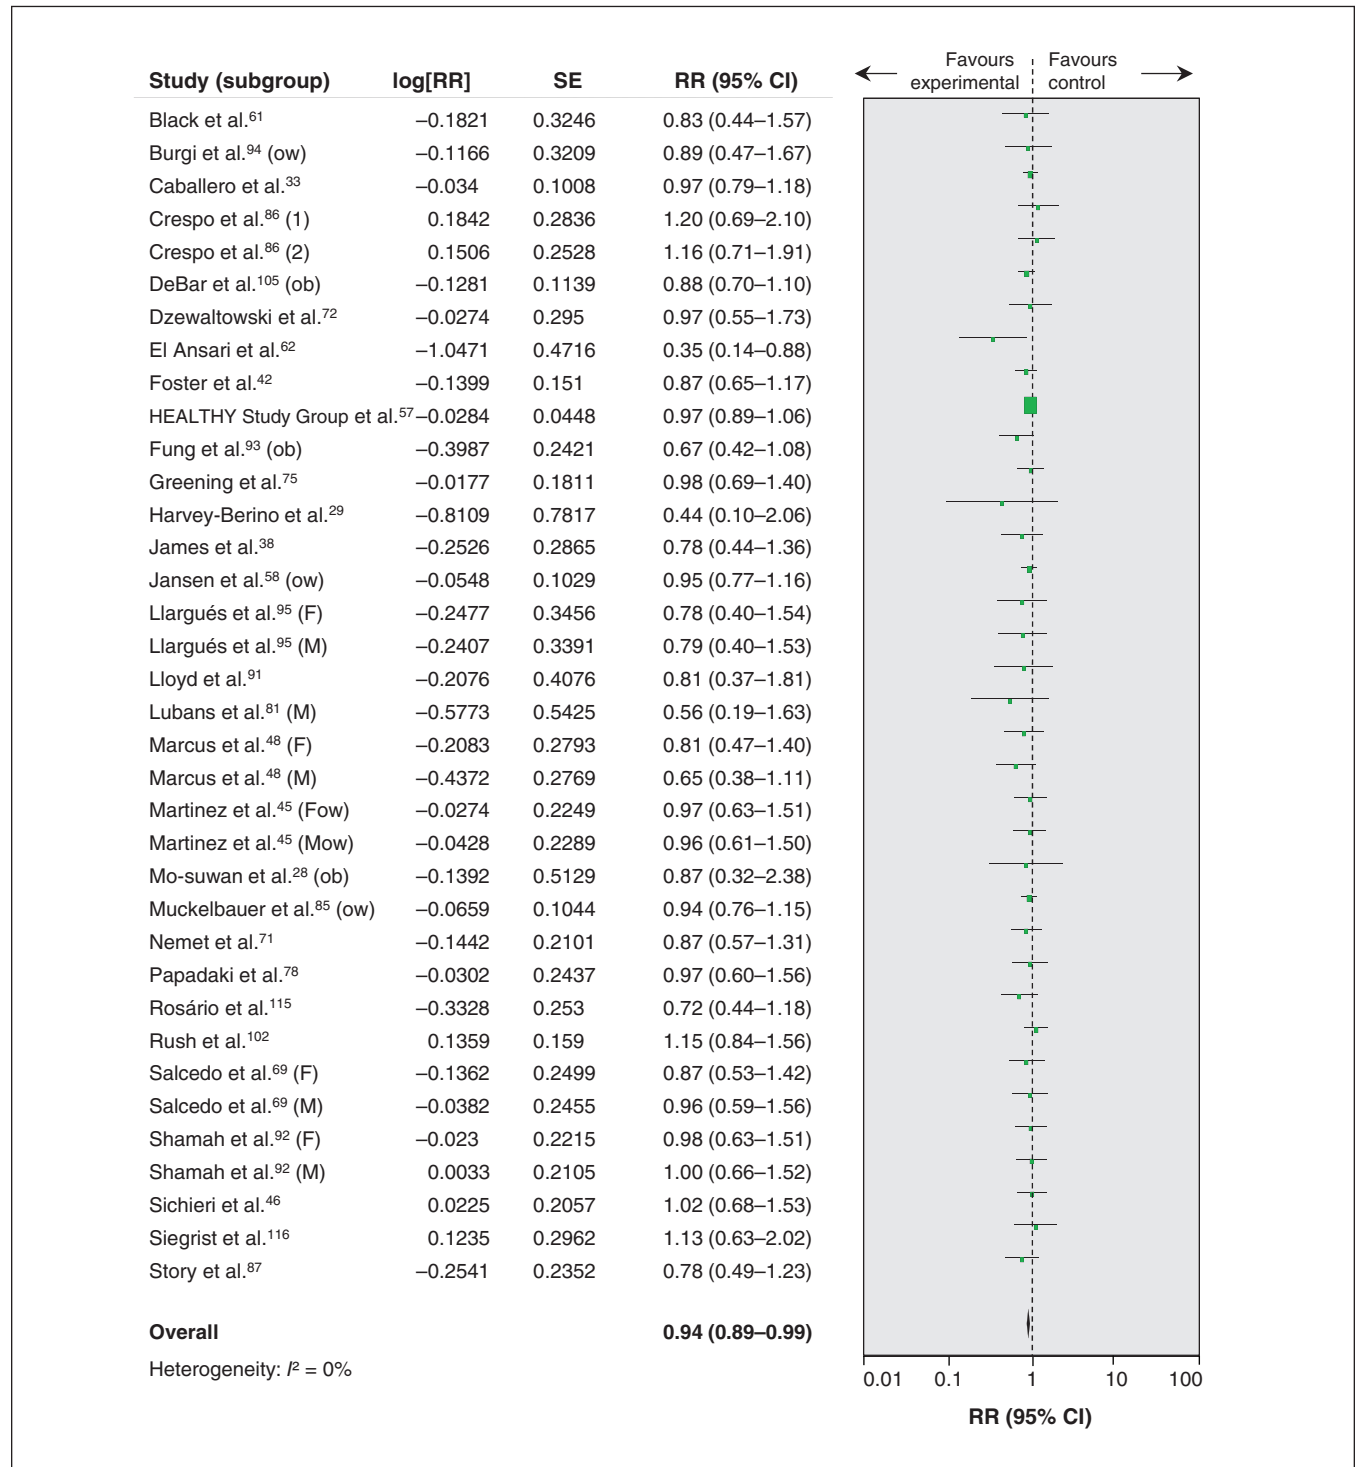 Favours Favours
experimental control
Study (subgroup) log[RR] SE RR (95% CI)
Black et al.⁶¹ −0.1821 0.3246 0.83 (0.44–1.57)
Burgi et al.⁹⁴ (ow) −0.1166 0.3209 0.89 (0.47–1.67)
Caballero et al.³³ −0.034 0.1008 0.97 (0.79–1.18)
Crespo et al.⁸⁶ (1) 0.1842 0.2836 1.20 (0.69–2.10)
Crespo et al.⁸⁶ (2) 0.1506 0.2528 1.16 (0.71–1.91)
DeBar et al.¹⁰⁵ (ob) −0.1281 0.1139 0.88 (0.70–1.10)
Dzewaltowski et al.⁷² −0.0274 0.295 0.97 (0.55–1.73)
El Ansari et al.⁶² −1.0471 0.4716 0.35 (0.14–0.88)
Foster et al.⁴² −0.1399 0.151 0.87 (0.65–1.17)
HEALTHY Study Group et al.⁵⁷ −0.0284 0.0448 0.97 (0.89–1.06)
Fung et al.⁹³ (ob) −0.3987 0.2421 0.67 (0.42–1.08)
Greening et al.⁷⁵ −0.0177 0.1811 0.98 (0.69–1.40)
Harvey-Berino et al.²⁹ −0.8109 0.7817 0.44 (0.10–2.06)
James et al.³⁸ −0.2526 0.2865 0.78 (0.44–1.36)
Jansen et al.⁵⁸ (ow) −0.0548 0.1029 0.95 (0.77–1.16)
Llargués et al.⁹⁵ (F) −0.2477 0.3456 0.78 (0.40–1.54)
Llargués et al.⁹⁵ (M) −0.2407 0.3391 0.79 (0.40–1.53)
Lloyd et al.⁹¹ −0.2076 0.4076 0.81 (0.37–1.81)
Lubans et al.⁸¹ (M) −0.5773 0.5425 0.56 (0.19–1.63)
Marcus et al.⁴⁸ (F) −0.2083 0.2793 0.81 (0.47–1.40)
Marcus et al.⁴⁸ (M) −0.4372 0.2769 0.65 (0.38–1.11)
Martinez et al.⁴⁵ (Fow) −0.0274 0.2249 0.97 (0.63–1.51)
Martinez et al.⁴⁵ (Mow) −0.0428 0.2289 0.96 (0.61–1.50)
Mo-suwan et al.²⁸ (ob) −0.1392 0.5129 0.87 (0.32–2.38)
Muckelbauer et al.⁸⁵ (ow) −0.0659 0.1044 0.94 (0.76–1.15)
Nemet et al.⁷¹ −0.1442 0.2101 0.87 (0.57–1.31)
Papadaki et al.⁷⁸ −0.0302 0.2437 0.97 (0.60–1.56)
Rosário et al.¹¹⁵ −0.3328 0.253 0.72 (0.44–1.18)
Rush et al.¹⁰² 0.1359 0.159 1.15 (0.84–1.56)
Salcedo et al.⁶⁹ (F) −0.1362 0.2499 0.87 (0.53–1.42)
Salcedo et al.⁶⁹ (M) −0.0382 0.2455 0.96 (0.59–1.56)
Shamah et al.⁹² (F) −0.023 0.2215 0.98 (0.63–1.51)
Shamah et al.⁹² (M) 0.0033 0.2105 1.00 (0.66–1.52)
Sichieri et al.⁴⁶ 0.0225 0.2057 1.02 (0.68–1.53)
Siegrist et al.¹¹⁶ 0.1235 0.2962 1.13 (0.63–2.02)
Story et al.⁸⁷ −0.2541 0.2352 0.78 (0.49–1.23)
Overall 0.94 (0.89–0.99)
Heterogeneity: I² = 0%
0.01 0.1 1 10 100
RR (95% CI)